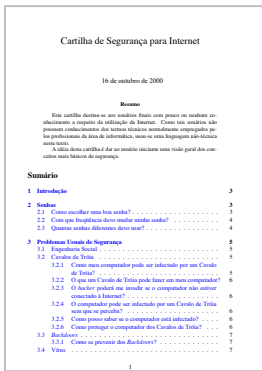 Cartilha de Segurança para Internet
16 de outubro de 2000
Resumo
Esta cartilha destina-se aos usuários finais com pouco ou nenhum co-
nhecimento a respeito da utilização da Internet. Como tais usuários não
possuem conhecimentos dos termos técnicos normalmente empregados pe-
los profissionais da área de informática, usou-se uma linguagem não-técnica
neste texto.
A idéia desta cartilha é dar ao usuário iniciante uma visão geral dos con-
ceitos mais básicos de segurança.
Sumário
1 Introdução 3
2 Senhas 3
2.1 Como escolher uma boa senha? . . . . . . . . . . . . . . . . 3
2.2 Com que freqüência devo mudar minha senha? . . . . . . . . 4
2.3 Quantas senhas diferentes devo usar? . . . . . . . . . . . . . 4
3 Problemas Usuais de Segurança 5
3.1 Engenharia Social . . . . . . . . . . . . . . . . . . . . . . . 5
3.2 Cavalos de Tróia . . . . . . . . . . . . . . . . . . . . . . . . 5
3.2.1 Como meu computador pode ser infectado por um Cavalo
de Tróia? . . . . . . . . . . . . . . . . . . . . . . . . 5
3.2.2 O que um Cavalo de Tróia pode fazer em meu computador? 6
3.2.3 O hacker poderá me invadir se o computador não estiver
conectado à Internet? . . . . . . . . . . . . . . . . . . 6
3.2.4 O computador pode ser infectado por um Cavalo de Tróia
sem que se perceba? . . . . . . . . . . . . . . . . . . 6
3.2.5 Como posso saber se o computador está infectado? . . 6
3.2.6 Como proteger o computador dos Cavalos de Tróia? . . . 6
3.3 Backdoors . . . . . . . . . . . . . . . . . . . . . . . . . . . 7
3.3.1 Como se prevenir dos Backdoors? . . . . . . . . . . . . 7
3.4 Vírus . . . . . . . . . . . . . . . . . . . . . . . . . . . . . . 7
1